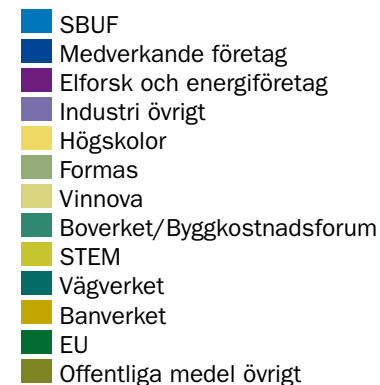 SBUF
Medverkande företag
Elforsk och energiföretag
Industri övrigt
Högskolor
Formas
Vinnova
Boverket/Byggkostnadsforum
STEM
Vägverket
Banverket
EU
Offentliga medel övrigt